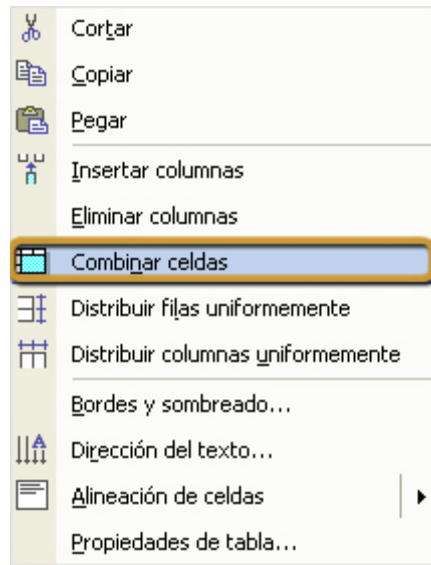 Cortar
Copiar
Pegar
Insertar columnas
Eliminar columnas
Combinar celdas
Distribuir filas uniformemente
Distribuir columnas uniformemente
Bordes y sombreado...
Dirección del texto...
Alineación de celdas
Propiedades de tabla...